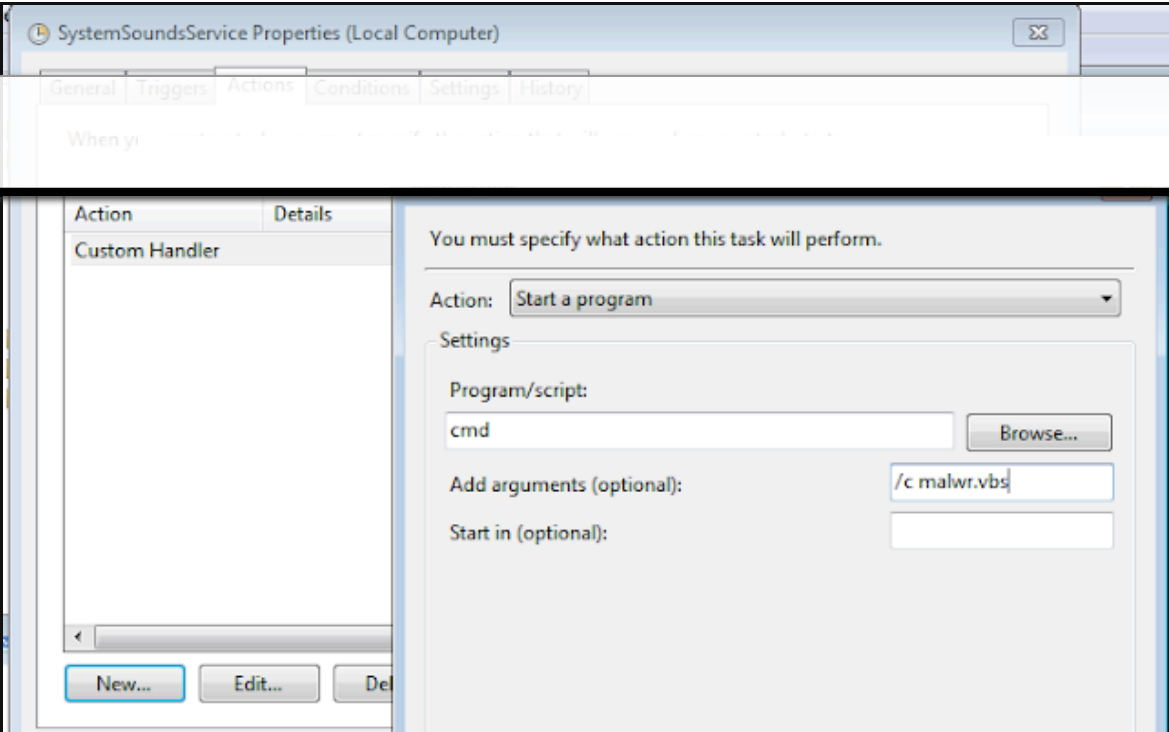 SystemSoundsService Properties (Local Computer)
General Triggers Actions Conditions Settings History
When
Action Details
Custom Handler
New... Edit...
You must specify what action this task will perform.
Action: Start a program
Settings
Program/script:
cmd Browse...
Add arguments (optional): /c malwr.vbs
Start in (optional):